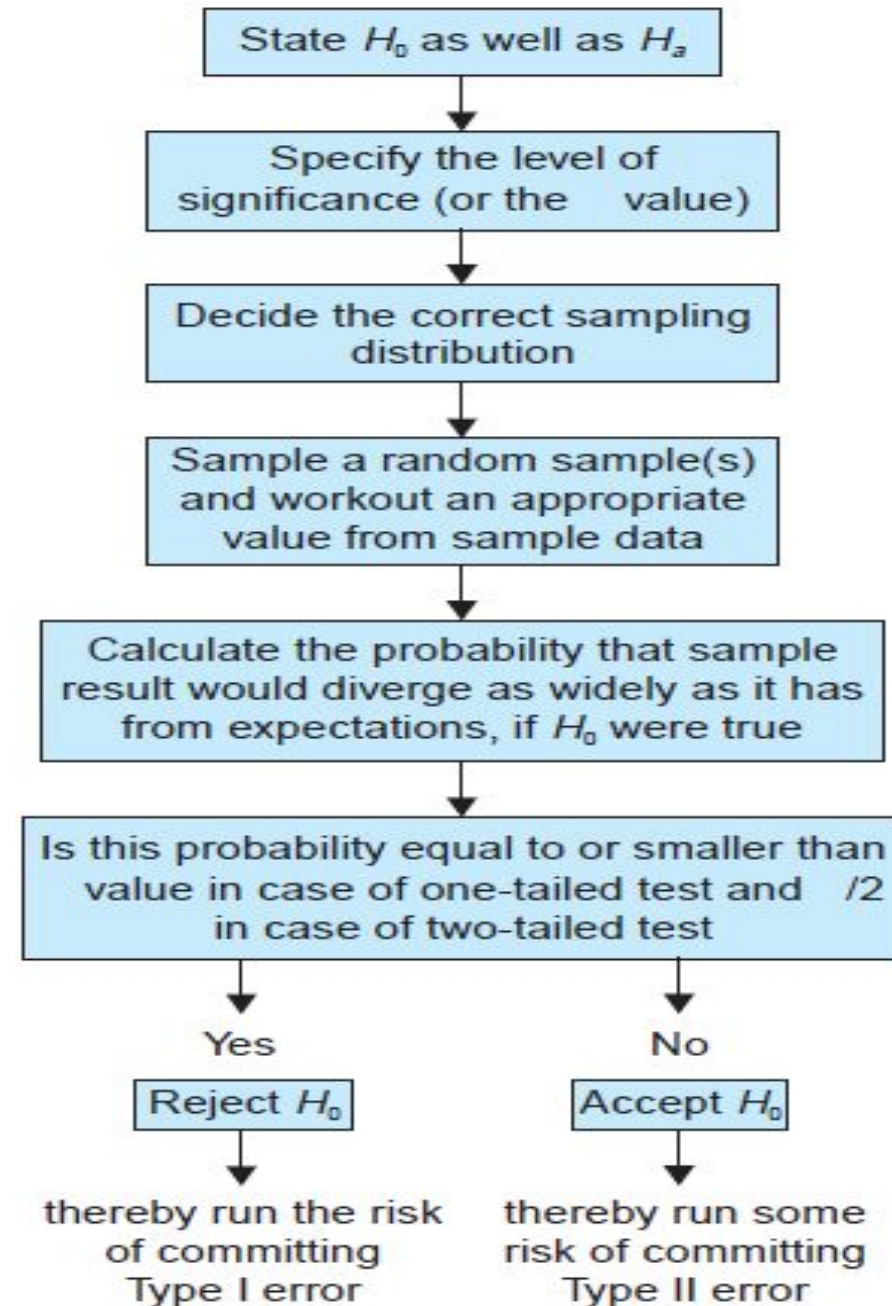 State H₀ as well as Hₐ
Specify the level of
significance (or the value)
Decide the correct sampling
distribution
Sample a random sample(s)
and workout an appropriate
value from sample data
Calculate the probability that sample
result would diverge as widely as it has
from expectations, if H₀ were true
Is this probability equal to or smaller than
value in case of one-tailed test and /2
in case of two-tailed test
Yes
No
Reject H₀
Accept H₀
thereby run the risk
of committing
Type I error
thereby run some
risk of committing
Type II error